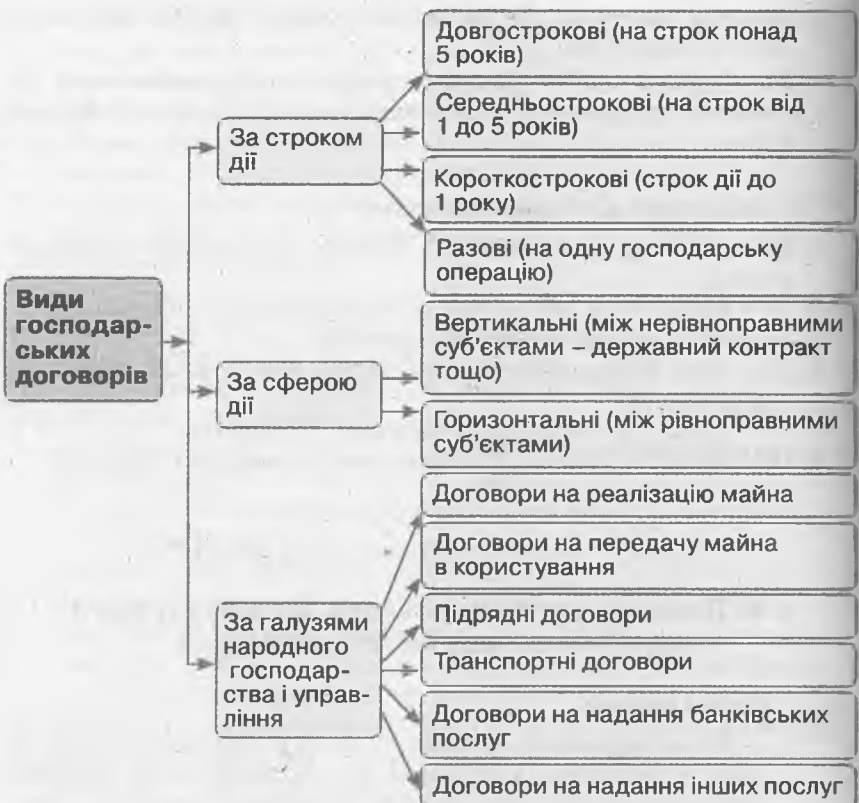 Види
господар-
ських
договорів
За строком
дії
Довгострокові (на строк понад
5 років)
Середньострокові (на строк від
1 до 5 років)
Короткострокові (строк дії до
1 року)
Разові (на одну господарську
операцію)
За сферою
дії
Вертикальні (між нерівноправними
суб’єктами – державний контракт
тощо)
Горизонтальні (між рівноправними
суб’єктами)
За галузями
народного
господар-
ства і управ-
ління
Договори на реалізацію майна
Договори на передачу майна
в користування
Підрядні договори
Транспортні договори
Договори на надання банківських
послуг
Договори на надання інших послуг